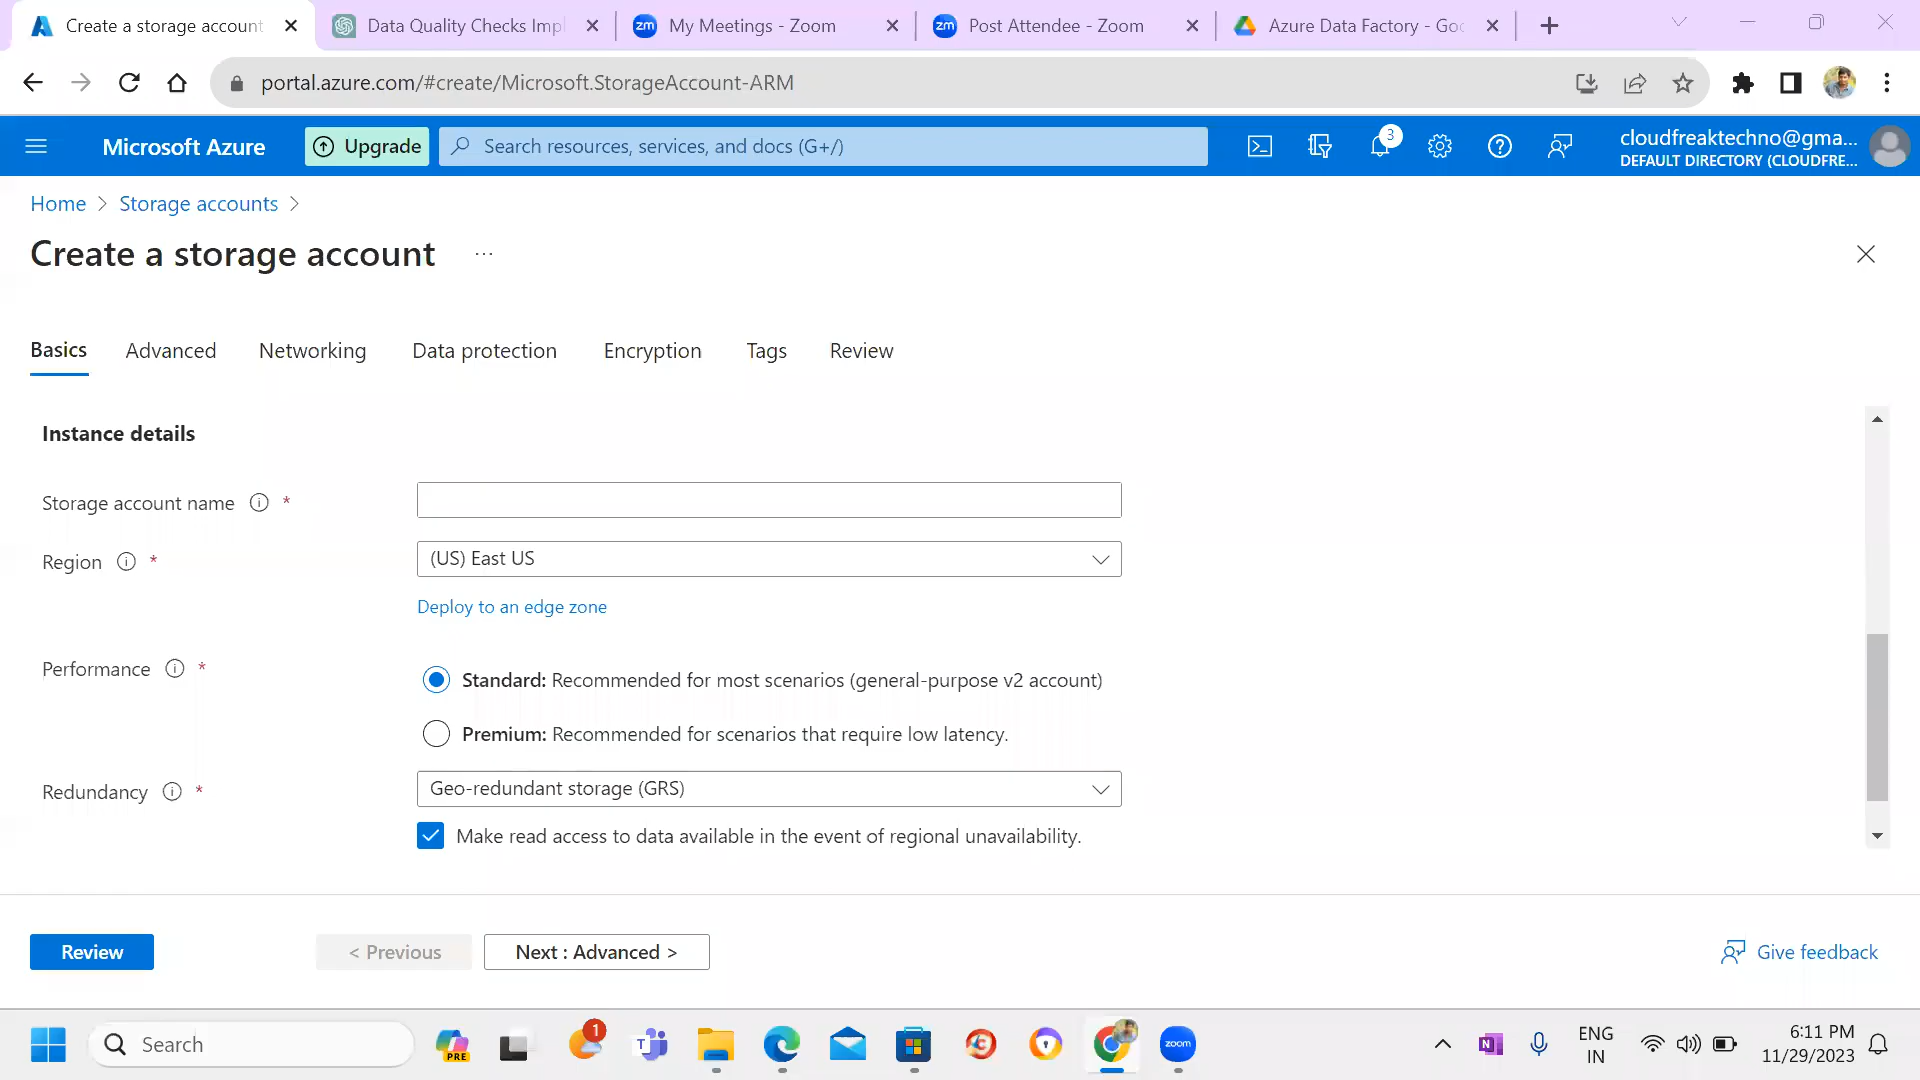 Create a storage account
Data Quality Checks Impl
zm My Meetings - Zoom
zm Post Attendee - Zoom
Azure Data Factory - Goo
portal.azure.com/#create/Microsoft.StorageAccount-ARM
Microsoft Azure
Upgrade
Search resources, services, and docs (G+/)
3
cloudfreaktechno@gma...
DEFAULT DIRECTORY (CLOUDFRE...
Home > Storage accounts >
Create a storage account ...
Basics Advanced Networking Data protection Encryption Tags Review
Instance details
Storage account name *
Region *
(US) East US
Deploy to an edge zone
Performance *
Standard: Recommended for most scenarios (general-purpose v2 account)
Premium: Recommended for scenarios that require low latency.
Redundancy *
Geo-redundant storage (GRS)
Make read access to data available in the event of regional unavailability.
Review
< Previous
Next : Advanced >
Give feedback
Search
PRE
1
T
zoom
N
ENG
IN
6:11 PM
11/29/2023